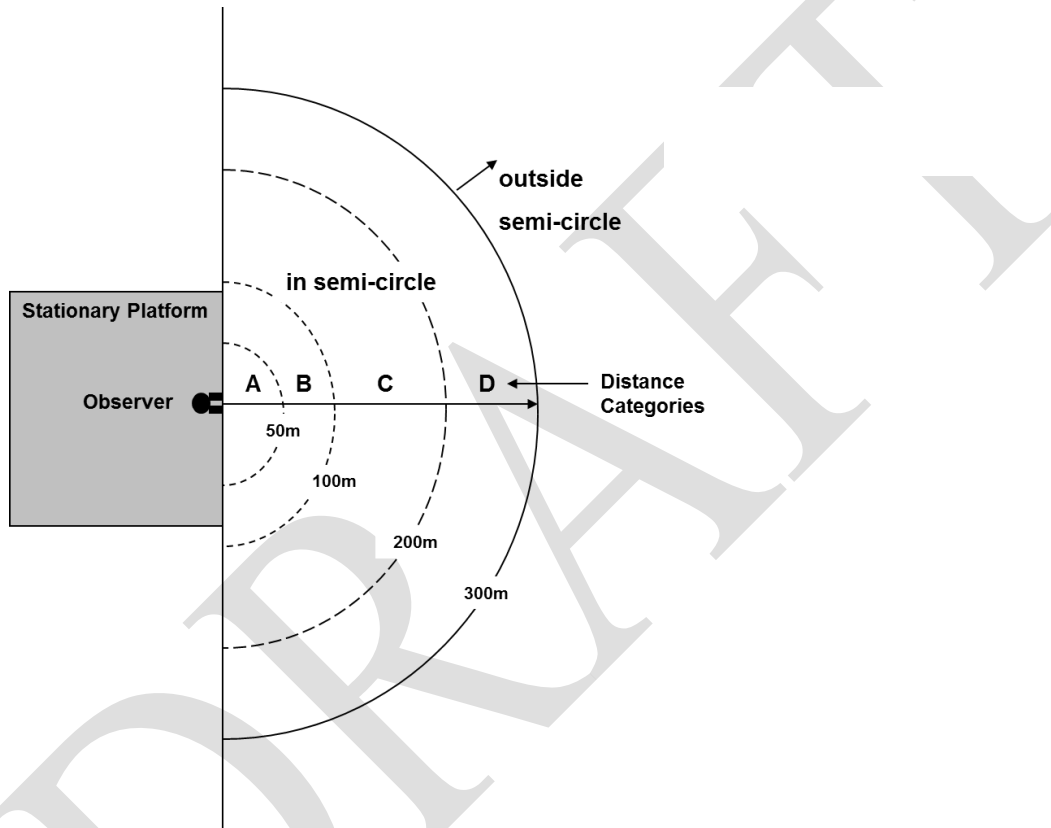 outside
semi-circle
in semi-circle
Stationary Platform
A B C D
Distance
Categories
Observer
50m
100m
200m
300m
DRAFT